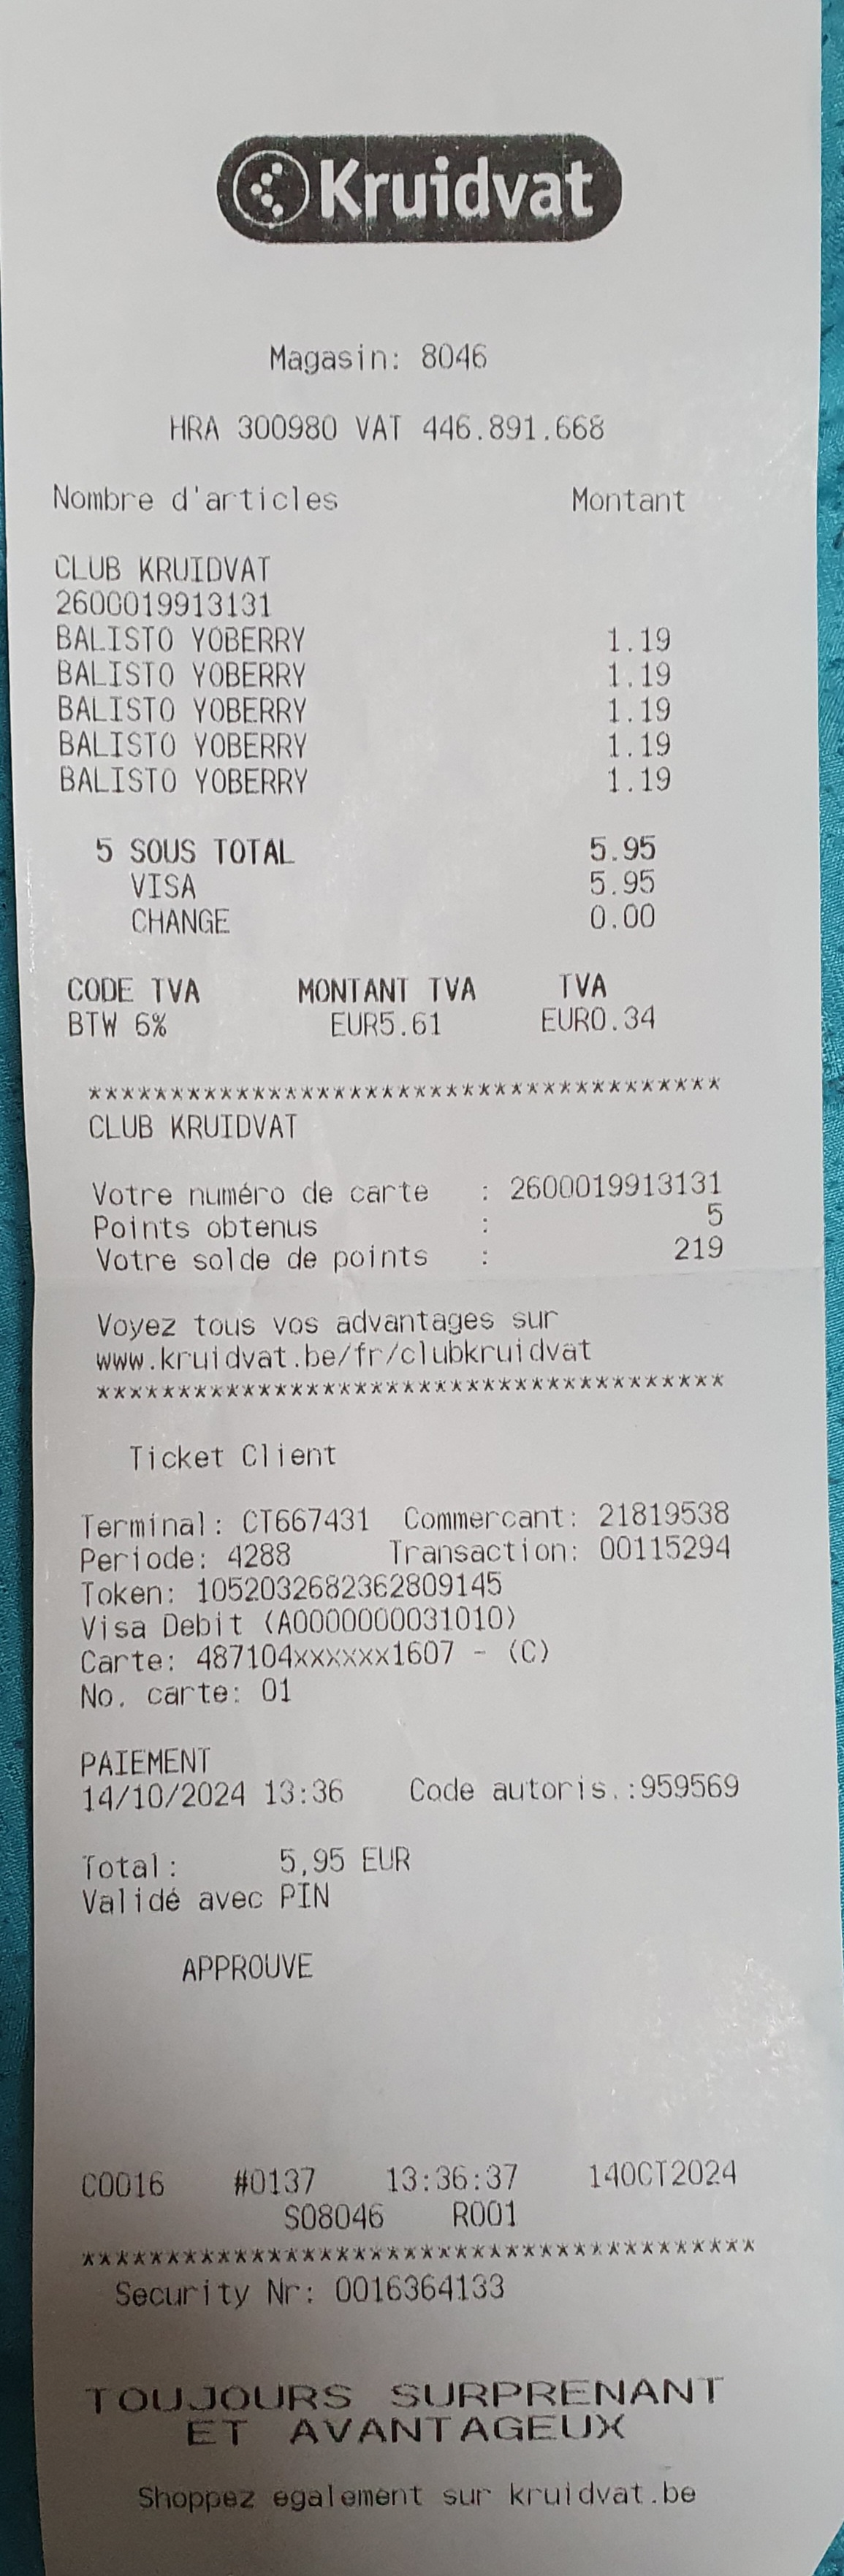 Kruidvat
Magasin: 8046
HRA 300980 VAT 446.891.668
Nombre d'articles Montant
CLUB KRUIDVAT
2600019913131
BALISTO YOBERRY 1.19
BALISTO YOBERRY 1.19
BALISTO YOBERRY 1.19
BALISTO YOBERRY 1.19
BALISTO YOBERRY 1.19
5 SOUS TOTAL 5.95
VISA 5.95
CHANGE 0.00
CODE TVA MONTANT TVA TVA
BTW 6% EUR5.61 EUR0.34
***************************************
CLUB KRUIDVAT
Votre numéro de carte : 2600019913131
Points obtenus : 5
Votre solde de points : 219
Voyez tous vos advantages sur
www.kruidvat.be/fr/clubkruidvat
***************************************
Ticket Client
Terminal: CT667431 Commercant: 21819538
Periode: 4288 Transaction: 00115294
Token: 1052032682362809145
Visa Debit (A0000000031010)
Carte: 487104xxxxxx1607 - (C)
No. carte: 01
PAIEMENT
14/10/2024 13:36 Code autoris.:959569
Total: 5,95 EUR
Validé avec PIN
APPROUVE
C0016 #0137 13:36:37 14OCT2024
S08046 R001
***************************************
Security Nr: 0016364133
TOUJOURS SURPRENANT
ET AVANTAGEUX
Shoppez egalement sur kruidvat.be